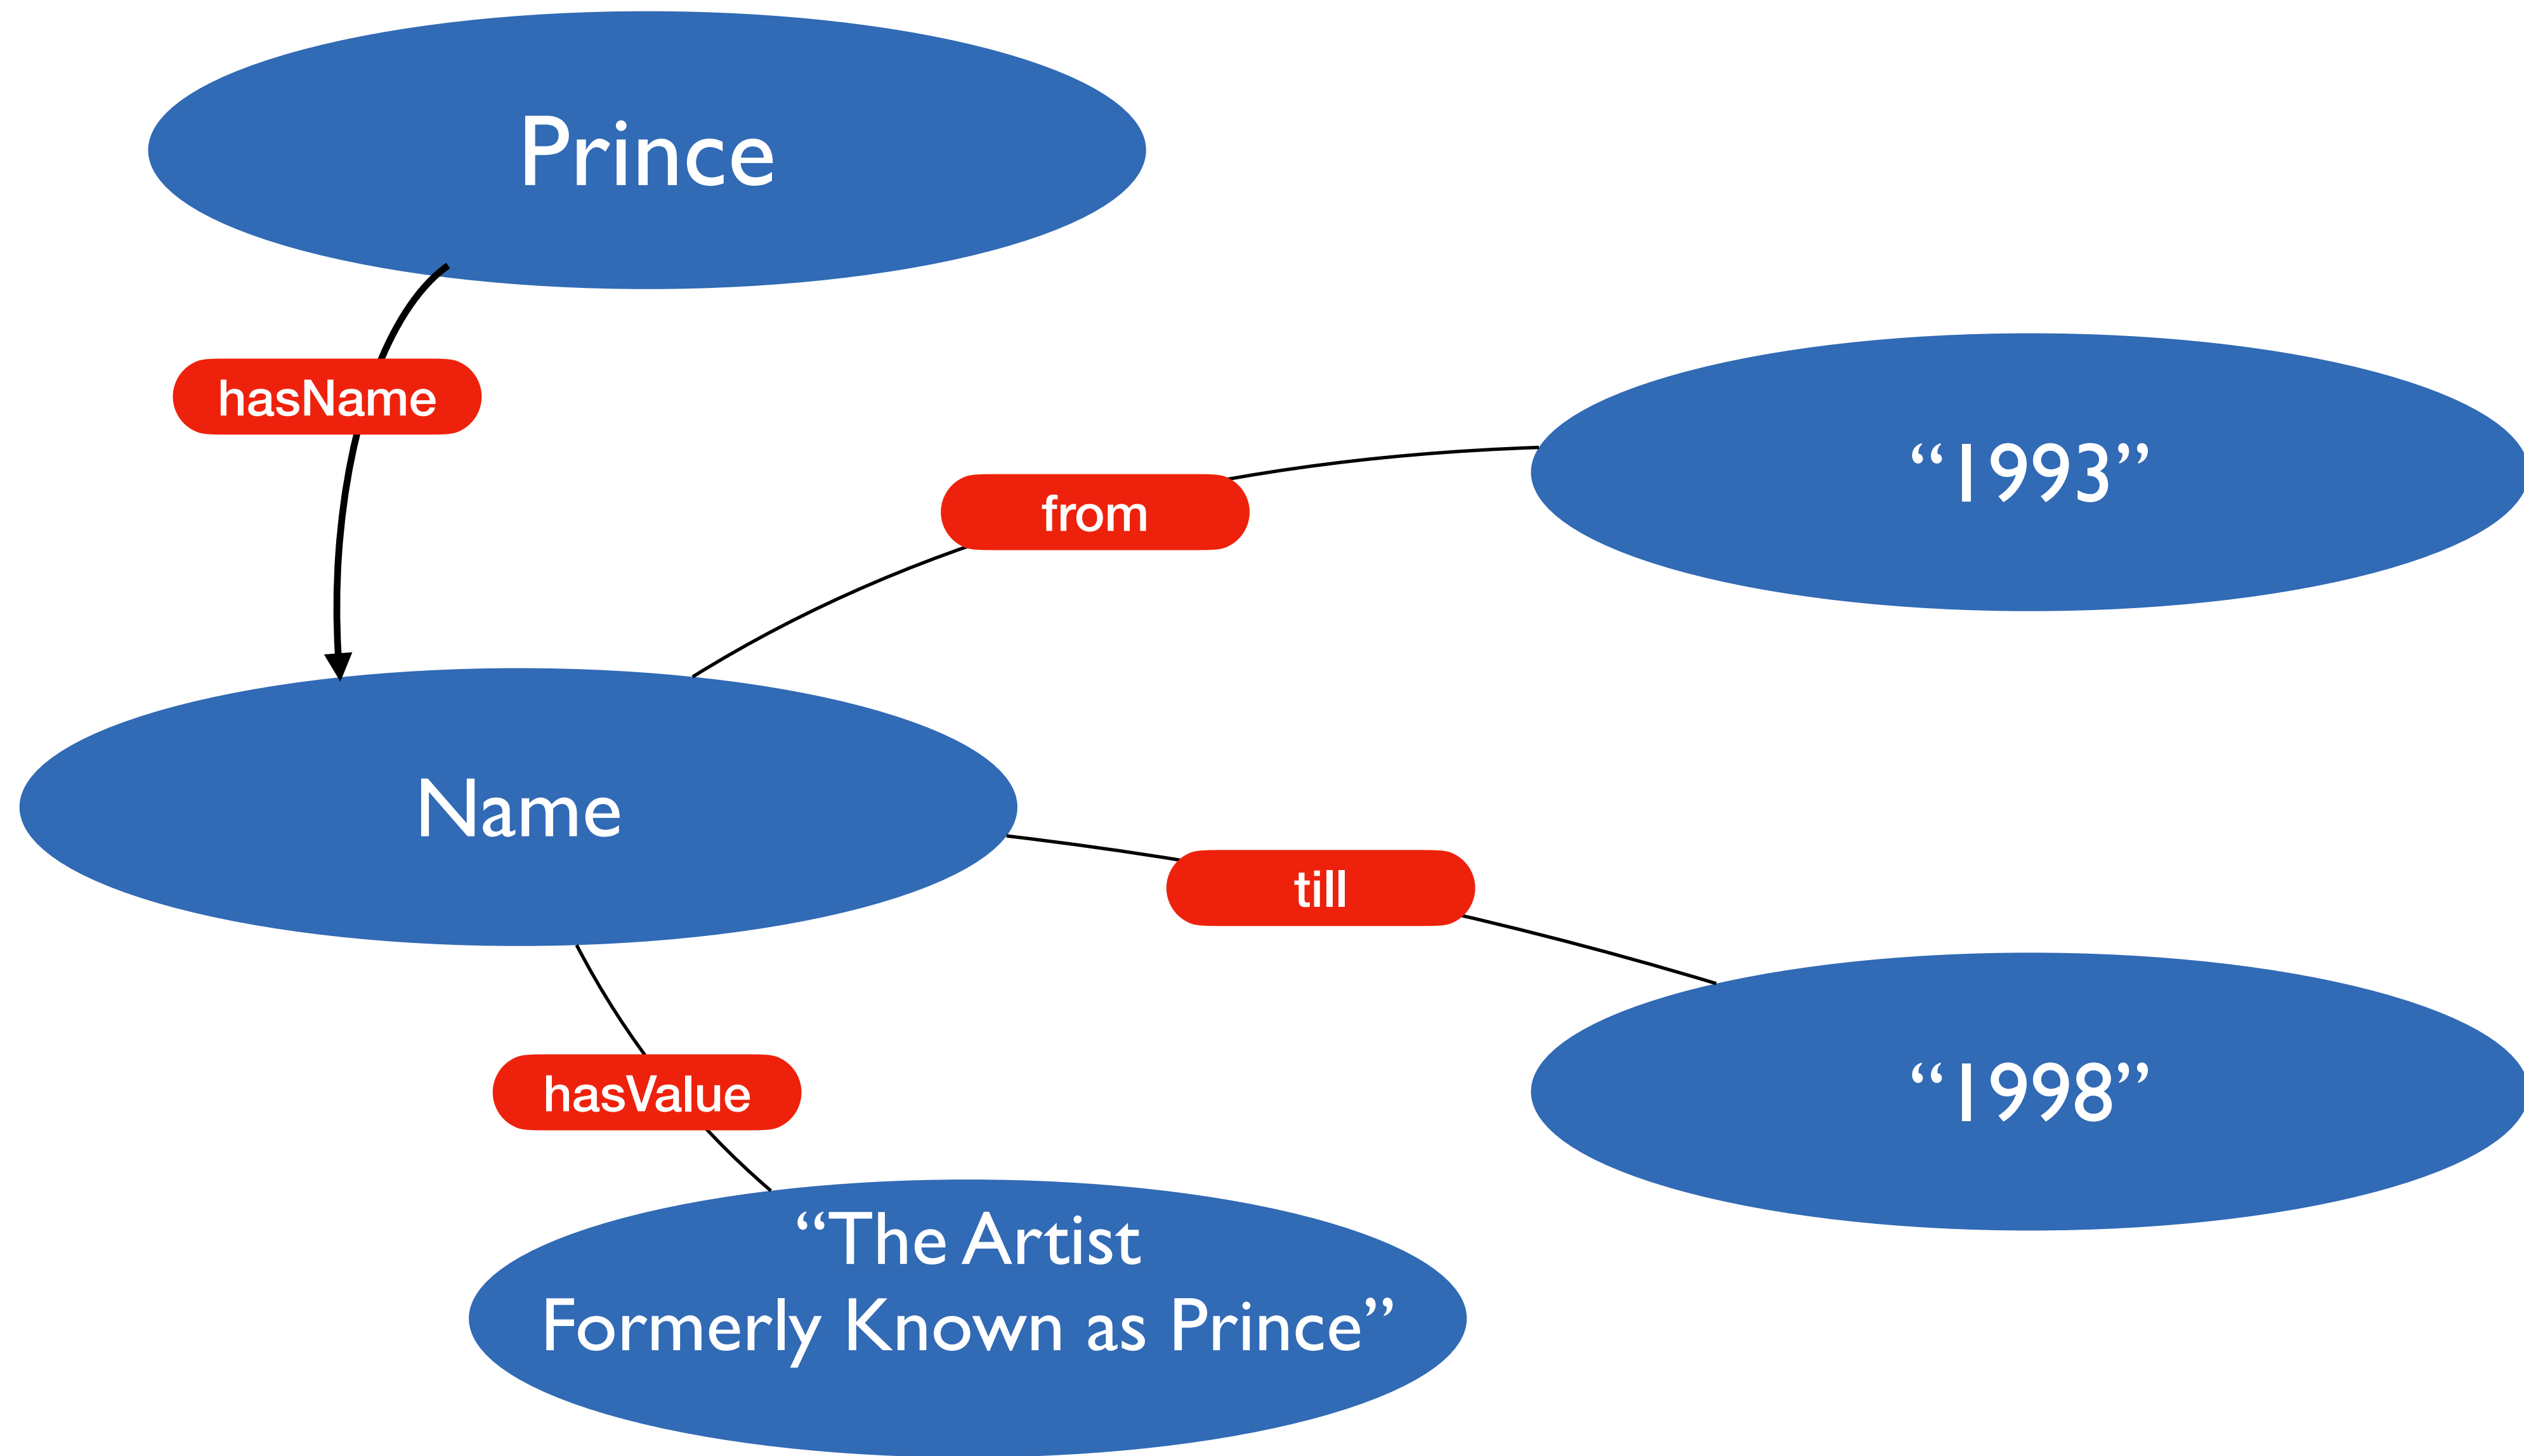 Prince
hasName
“1993”
from
Name
till
“1998”
hasValue
“The Artist
Formerly Known as Prince”